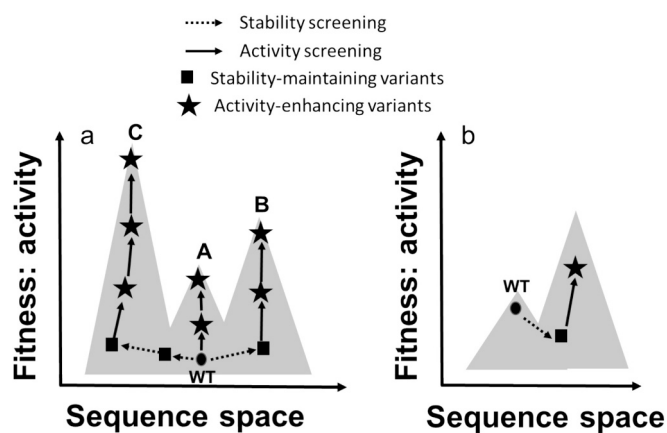 Stability screening
Activity screening
Stability-maintaining variants
Activity-enhancing variants
a
C
B
A
WT
Fitness: activity
Sequence space
b
WT
Fitness: activity
Sequence space